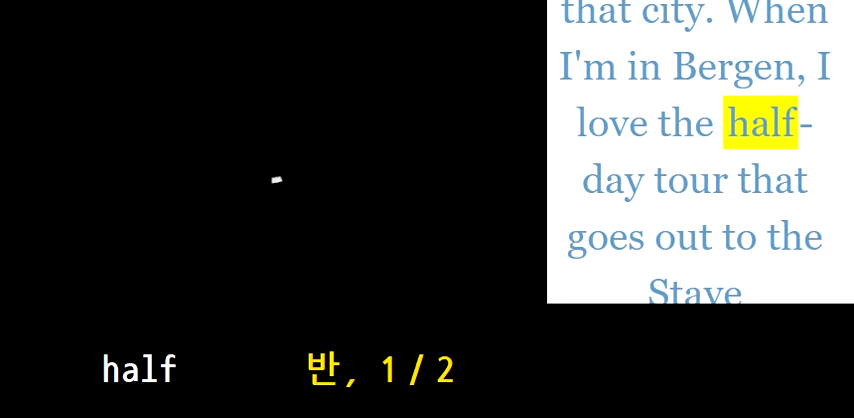 that city. When
I'm in Bergen, I
love the half-
day tour that
goes out to the
Stave
half 반, 1/2